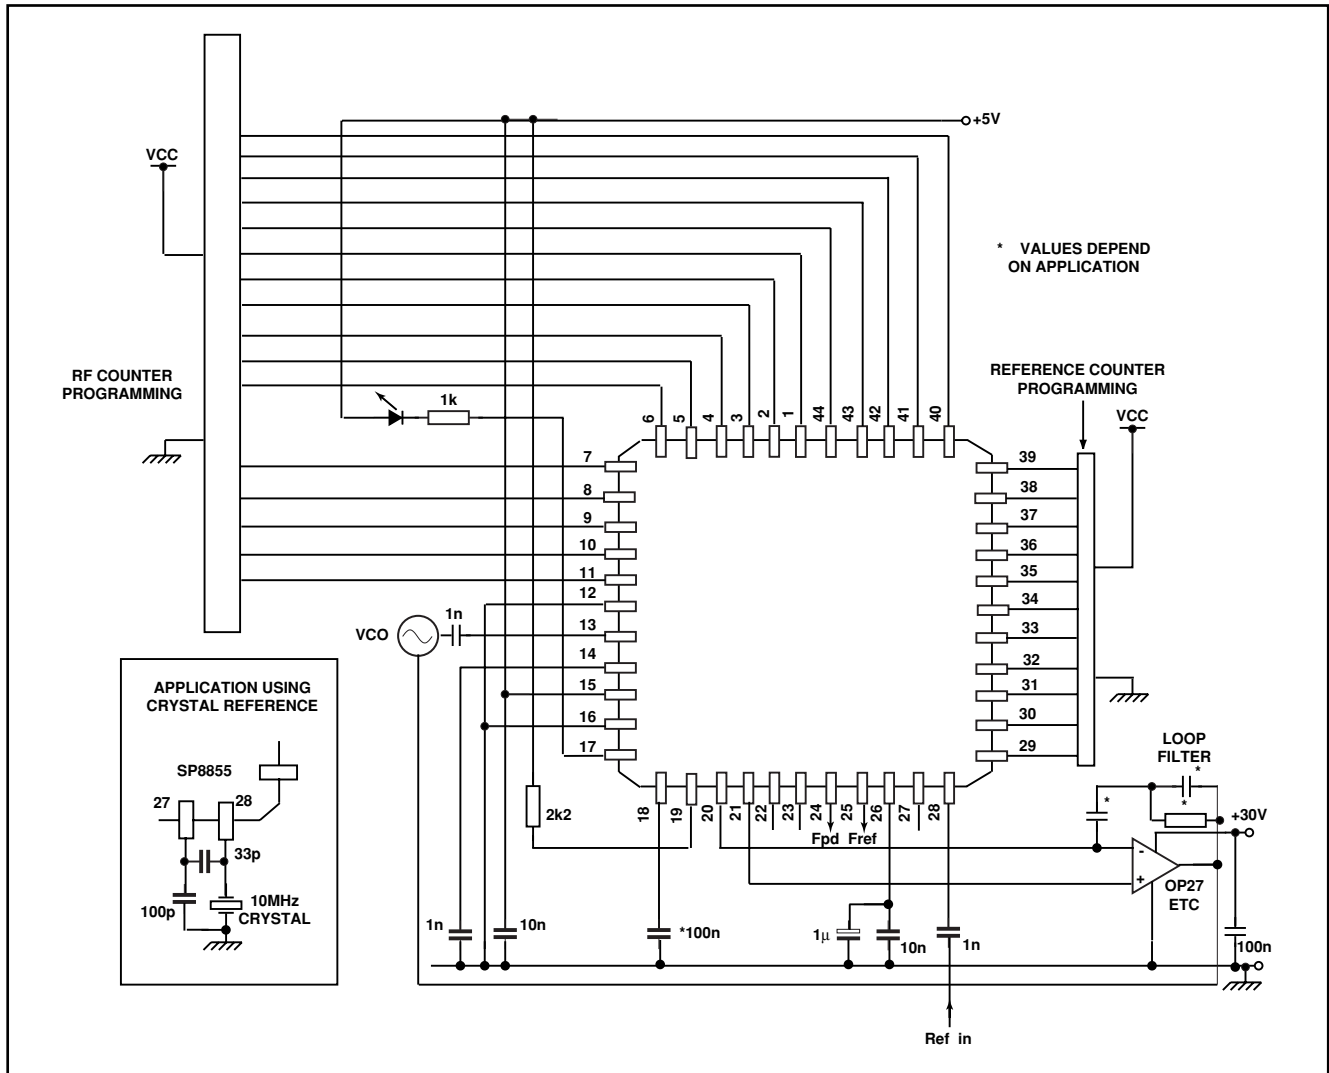 +5V
VCC
* VALUES DEPEND
ON APPLICATION
RF COUNTER
PROGRAMMING
REFERENCE COUNTER
PROGRAMMING
VCC
1k
6 5 4 3 2 1 44 43 42 41 40
7
8
9
10
11
12
13
14
15
16
17
39
38
37
36
35
34
33
32
31
30
29
VCO
1n
18 19 20 21 22 23 24 25 26 27 28
Fpd Fref
2k2
LOOP
FILTER
*
*
*
+30V
-
+
OP27
ETC
1n
10n
*100n
1µ
10n
1n
100n
Ref in
APPLICATION USING
CRYSTAL REFERENCE
SP8855
27
28
33p
100p
10MHz
CRYSTAL